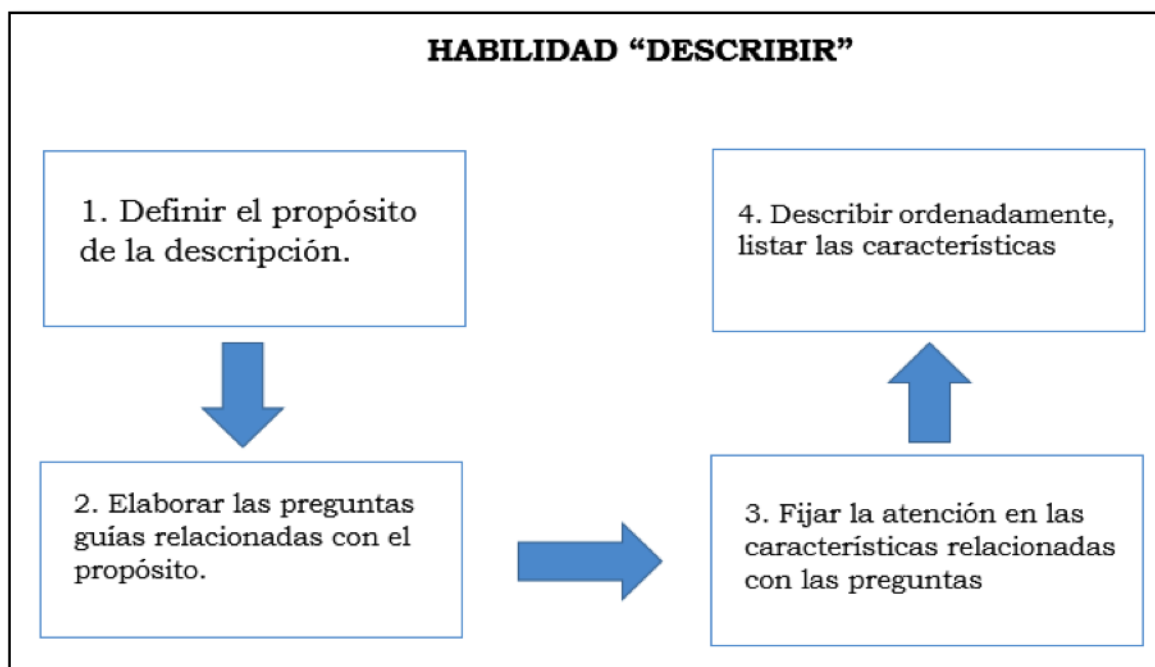 HABILIDAD “DESCRIBIR”
1. Definir el propósito
de la descripción.
2. Elaborar las preguntas
guías relacionadas con el
propósito.
3. Fijar la atención en las
características relacionadas
con las preguntas
4. Describir ordenadamente,
listar las características